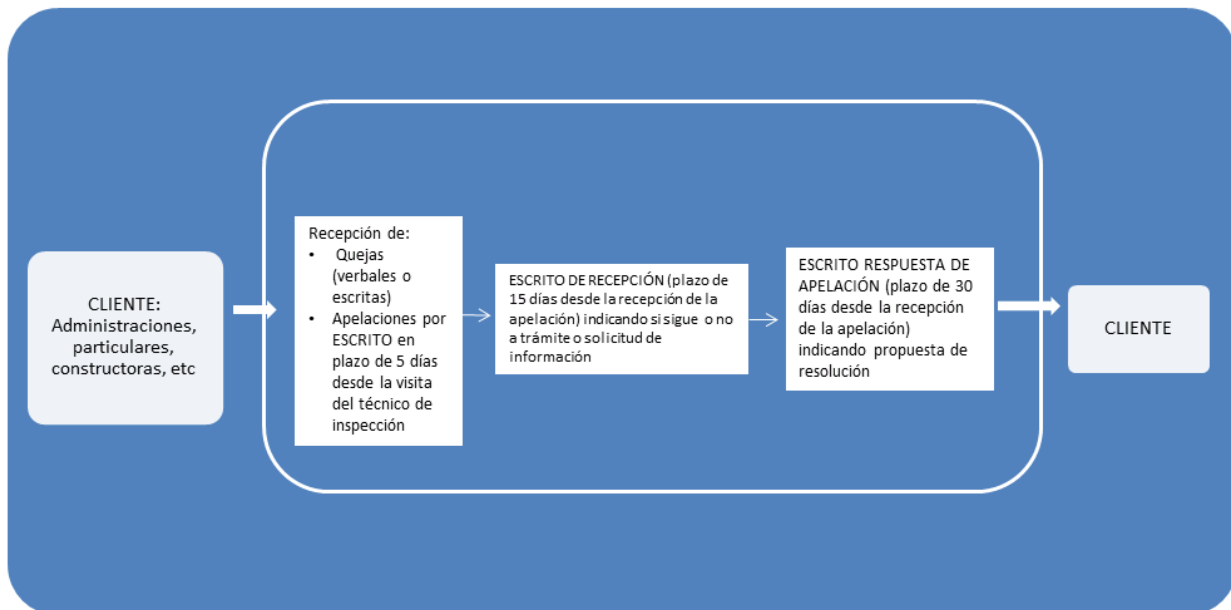 CLIENTE:
Administraciones,
particulares,
constructoras, etc
Recepción de:
• Quejas
(verbales o
escritas)
• Apelaciones por
ESCRITO en
plazo de 5 días
desde la visita
del técnico de
inspección
ESCRITO DE RECEPCIÓN (plazo de
15 días desde la recepción de la
apelación) indicando si sigue o no
a trámite o solicitud de
información
ESCRITO RESPUESTA DE
APELACIÓN (plazo de 30
días desde la recepción
de la apelación)
indicando propuesta de
resolución
CLIENTE